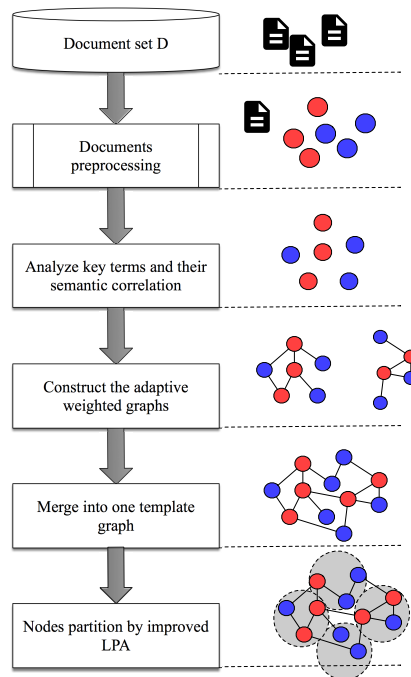 Document set D
Documents
preprocessing
Analyze key terms and their
semantic correlation
Construct the adaptive
weighted graphs
Merge into one template
graph
Nodes partition by improved
LPA